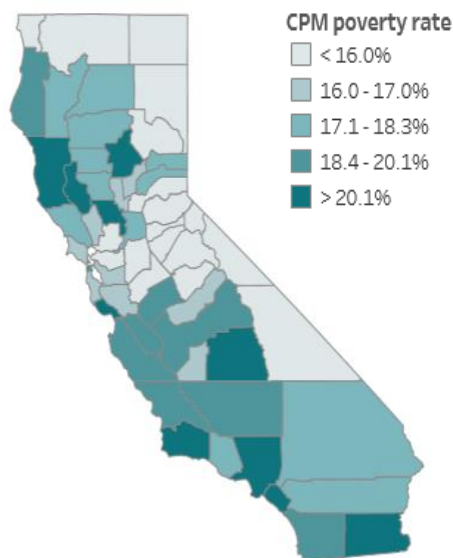 CPM poverty rate
< 16.0%
16.0 - 17.0%
17.1 - 18.3%
18.4 - 20.1%
> 20.1%